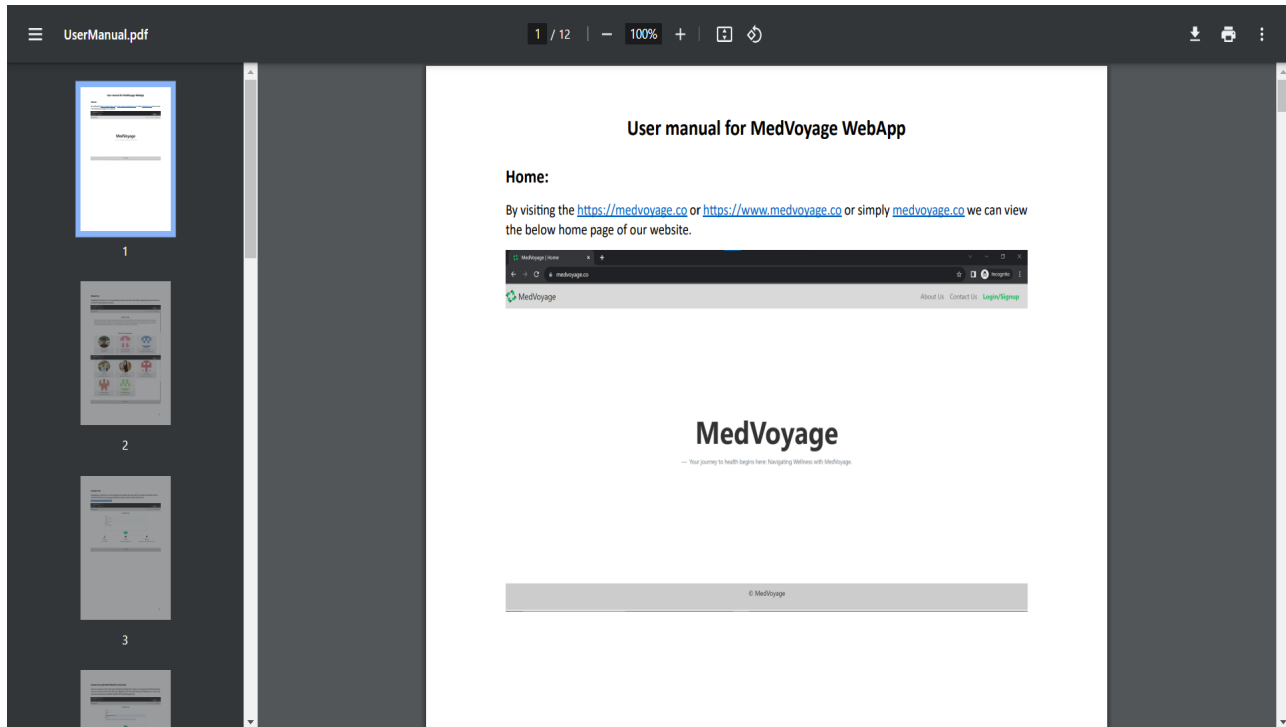 UserManual.pdf
1 / 12
100%
1
2
3
User manual for MedVoyage WebApp
Home:
By visiting the https://medvoyage.co or https://www.medvoyage.co or simply medvoyage.co we can view
the below home page of our website.
MedVoyage | Home
medvoyage.co
Incognito
MedVoyage
About Us Contact Us Login/Signup
MedVoyage
— Your journey to health begins here: Navigating Wellness with MedVoyage.
© MedVoyage